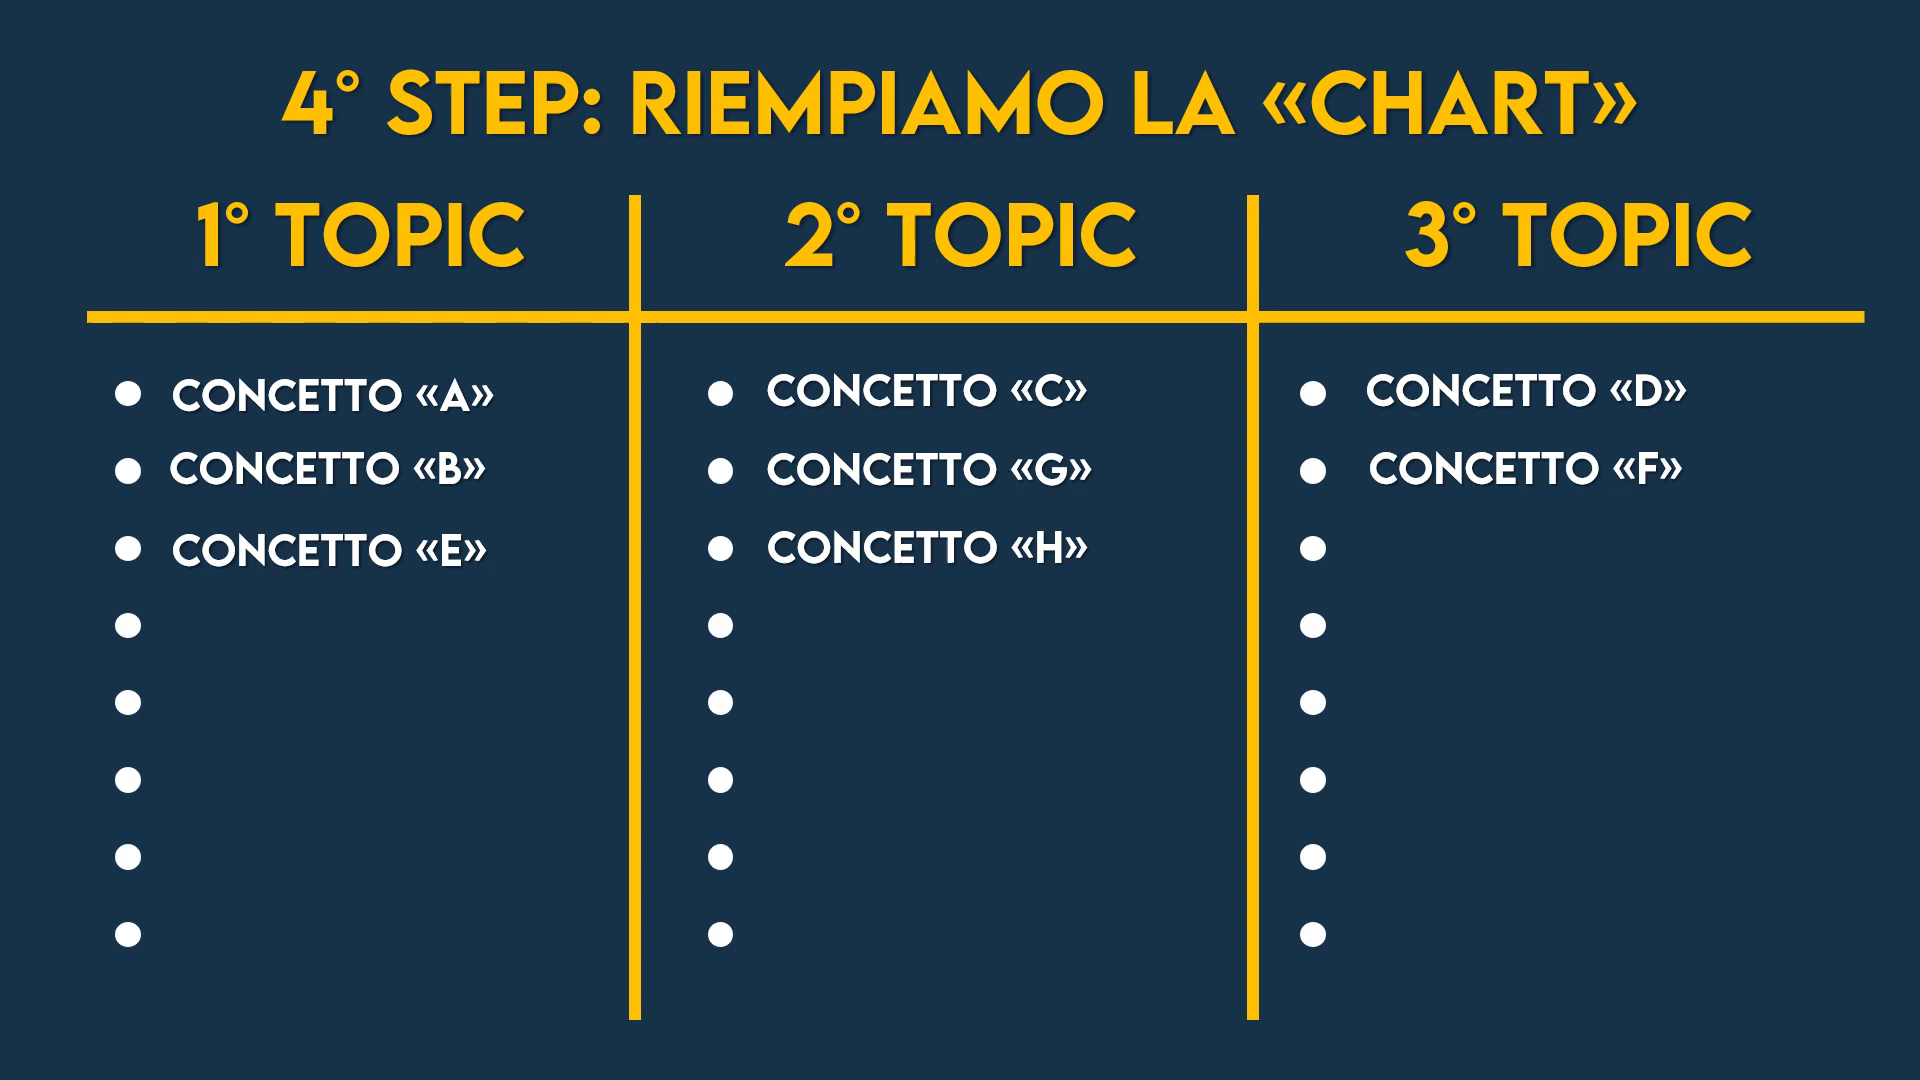 4° STEP: RIEMPIAMO LA «CHART»
1° TOPIC
2° TOPIC
3° TOPIC
CONCETTO «A»
CONCETTO «B»
CONCETTO «E»
CONCETTO «C»
CONCETTO «G»
CONCETTO «H»
CONCETTO «D»
CONCETTO «F»